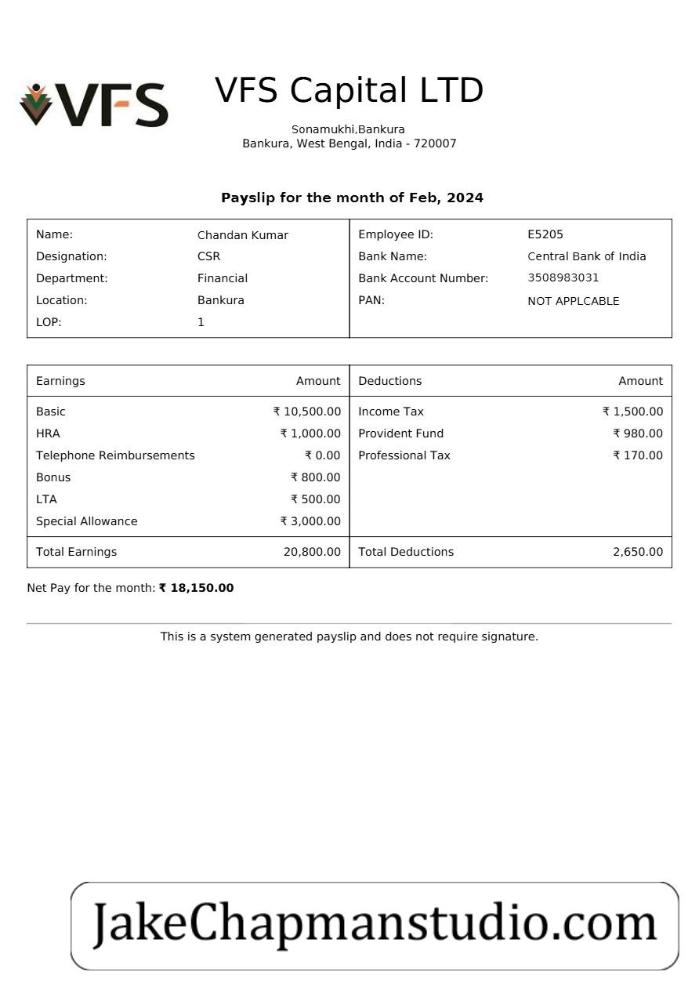 VFS
VFS Capital LTD
Sonamukhi,Bankura
Bankura, West Bengal, India - 720007
Payslip for the month of Feb, 2024
Name: Chandan Kumar Employee ID: E5205
Designation: CSR Bank Name: Central Bank of India
Department: Financial Bank Account Number: 3508983031
Location: Bankura PAN: NOT APPLCABLE
LOP: 1
Earnings Amount Deductions Amount
Basic ₹ 10,500.00 Income Tax ₹ 1,500.00
HRA ₹ 1,000.00 Provident Fund ₹ 980.00
Telephone Reimbursements ₹ 0.00 Professional Tax ₹ 170.00
Bonus ₹ 800.00
LTA ₹ 500.00
Special Allowance ₹ 3,000.00
Total Earnings 20,800.00 Total Deductions 2,650.00
Net Pay for the month: ₹ 18,150.00
This is a system generated payslip and does not require signature.
JakeChapmanstudio.com